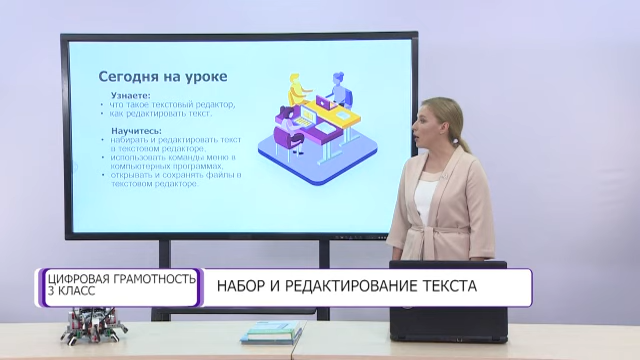 Сегодня на уроке
Узнаете:
• что такое текстовый редактор,
• как редактировать текст.
Научитесь:
• набирать и редактировать текст
в текстовом редакторе,
• использовать команды меню в
компьютерных программах,
• открывать и сохранять файлы в
текстовом редакторе.
ЦИФРОВАЯ ГРАМОТНОСТЬ
3 КЛАСС
НАБОР И РЕДАКТИРОВАНИЕ ТЕКСТА